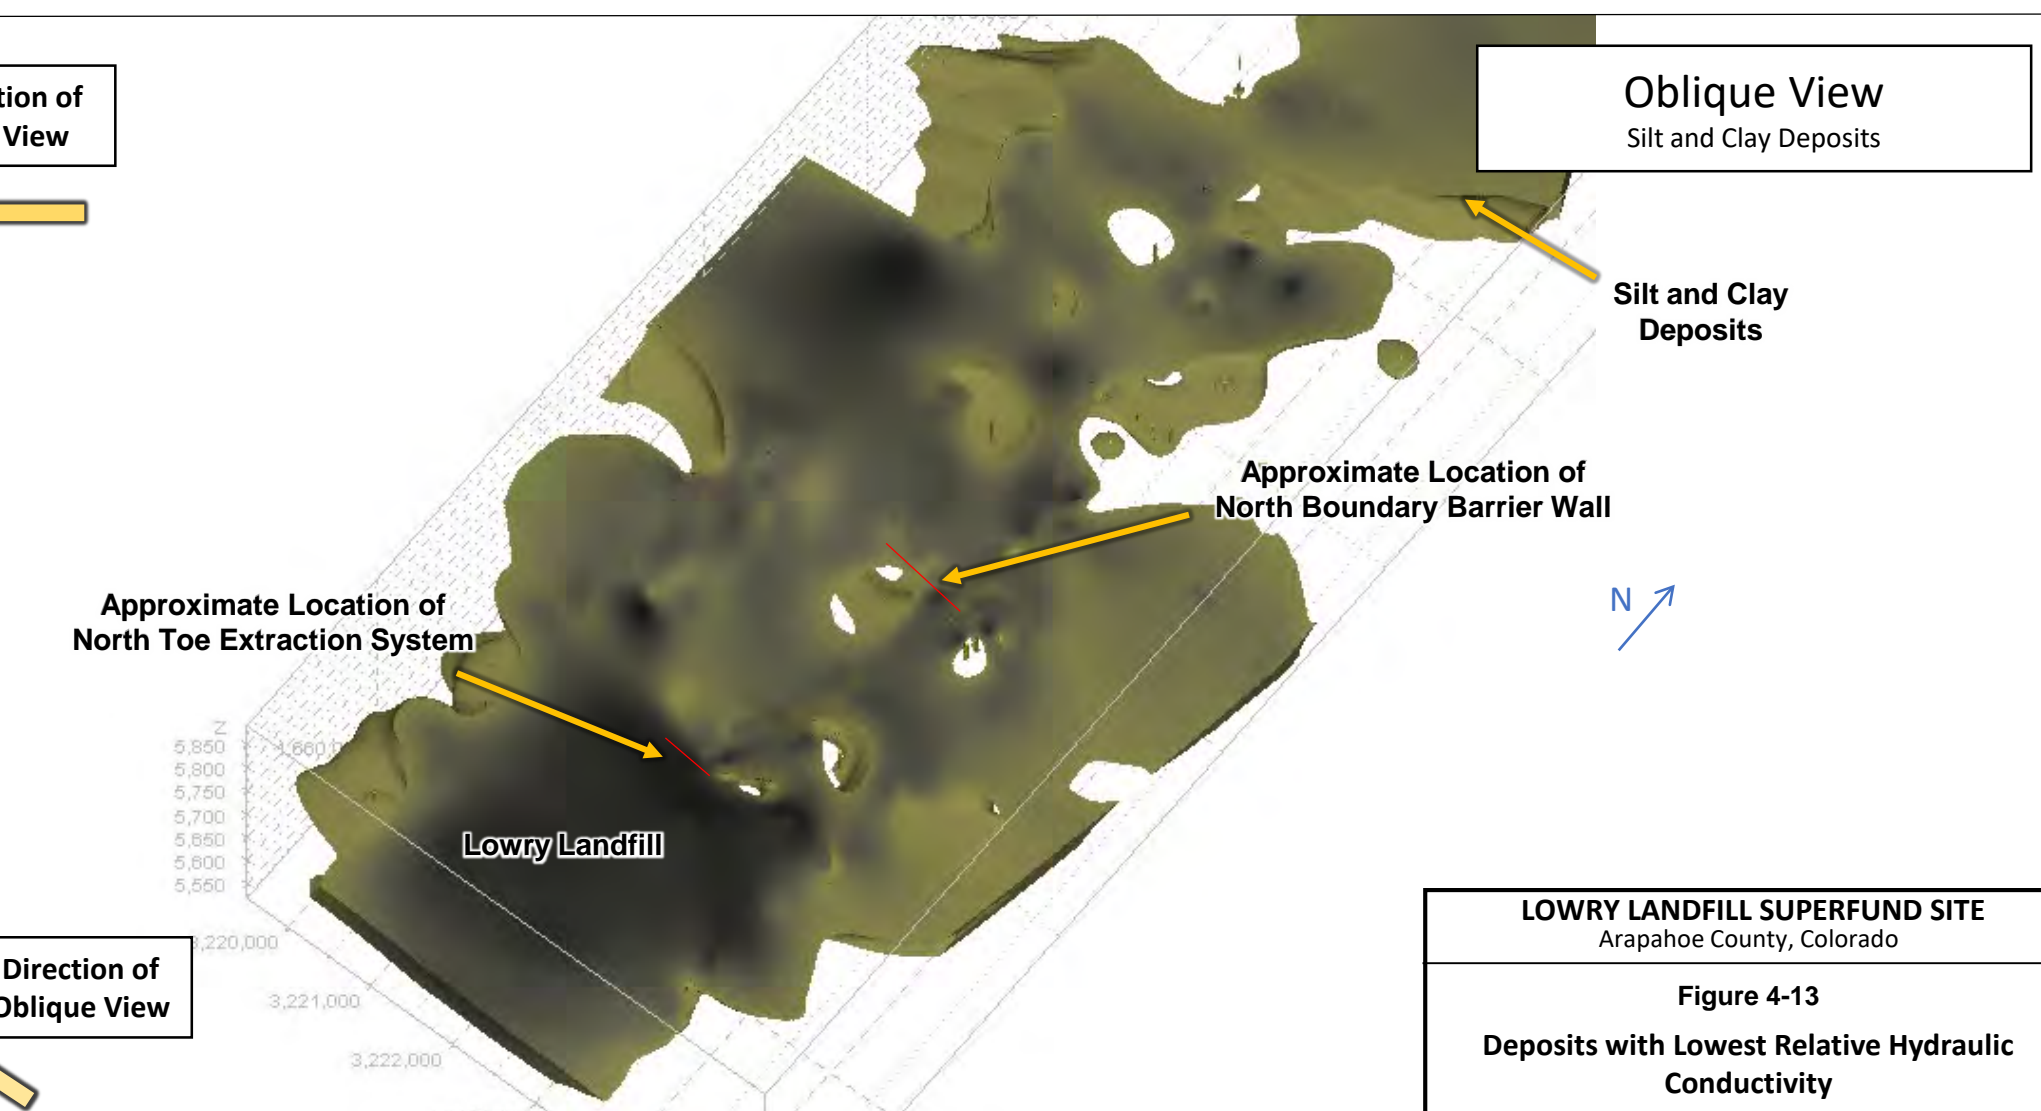 tion of
View
Oblique View
Silt and Clay Deposits
Silt and Clay
Deposits
Approximate Location of
North Boundary Barrier Wall
N
Approximate Location of
North Toe Extraction System
Z
5,850
5,800
5,750
5,700
5,650
5,600
5,550
Lowry Landfill
3,220,000
3,221,000
3,222,000
Direction of
Oblique View
LOWRY LANDFILL SUPERFUND SITE
Arapahoe County, Colorado
Figure 4-13
Deposits with Lowest Relative Hydraulic
Conductivity